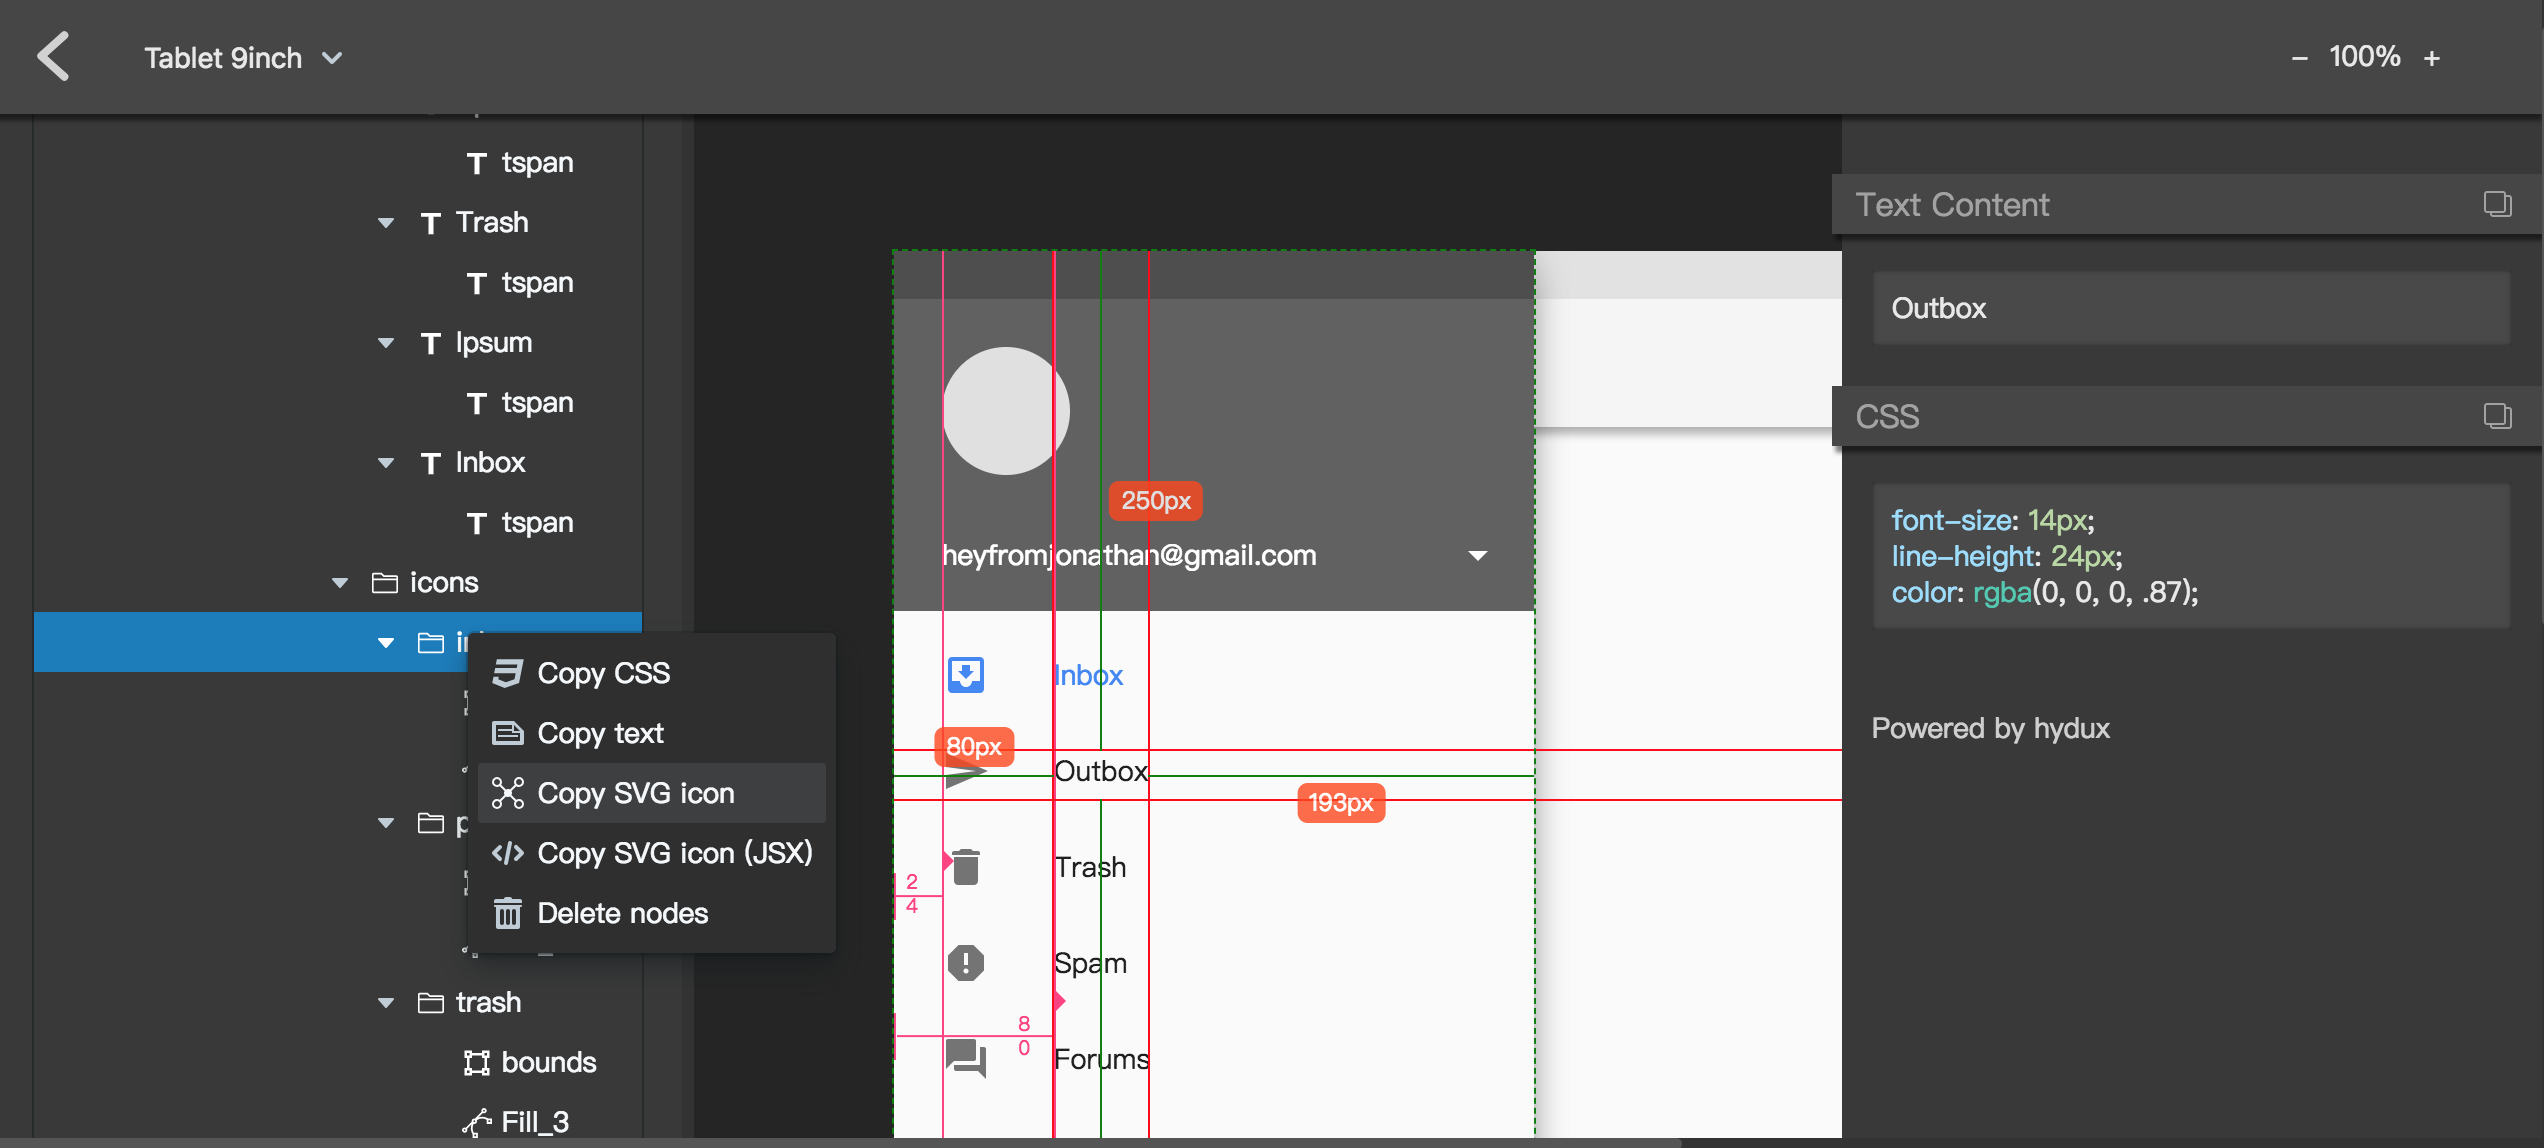 Tablet 9inch
– 100% +
tspan
Trash
tspan
Ipsum
tspan
Inbox
tspan
icons
Copy CSS
Copy text
Copy SVG icon
Copy SVG icon (JSX)
Delete nodes
trash
bounds
Fill_3
250px
heyfromjonathan@gmail.com
Inbox
80px
Outbox
193px
Trash
2
4
Spam
8
0
Forums
Text Content
Outbox
CSS
font-size: 14px;
line-height: 24px;
color: rgba(0, 0, 0, .87);
Powered by hydux